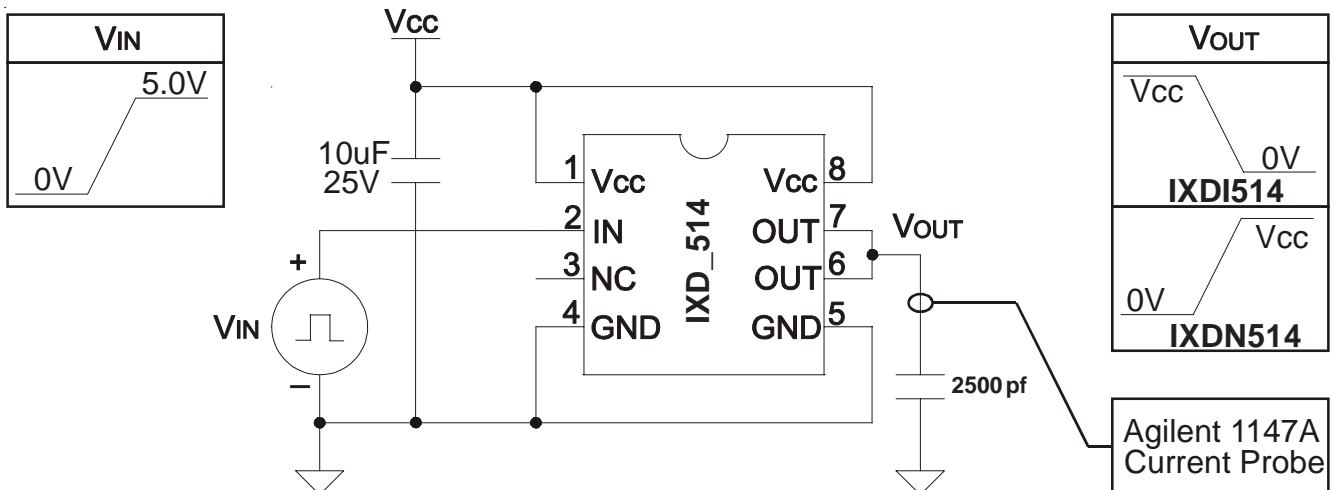 VIN
5.0V
0V
Vcc
10uF
25V
1
Vcc
2
IN
3
NC
4
GND
IXD_514
Vcc
8
OUT
7
OUT
6
GND
5
+
VIN
−
VOUT
2500 pf
VOUT
Vcc
0V
IXDI514
Vcc
0V
IXDN514
Agilent 1147A
Current Probe